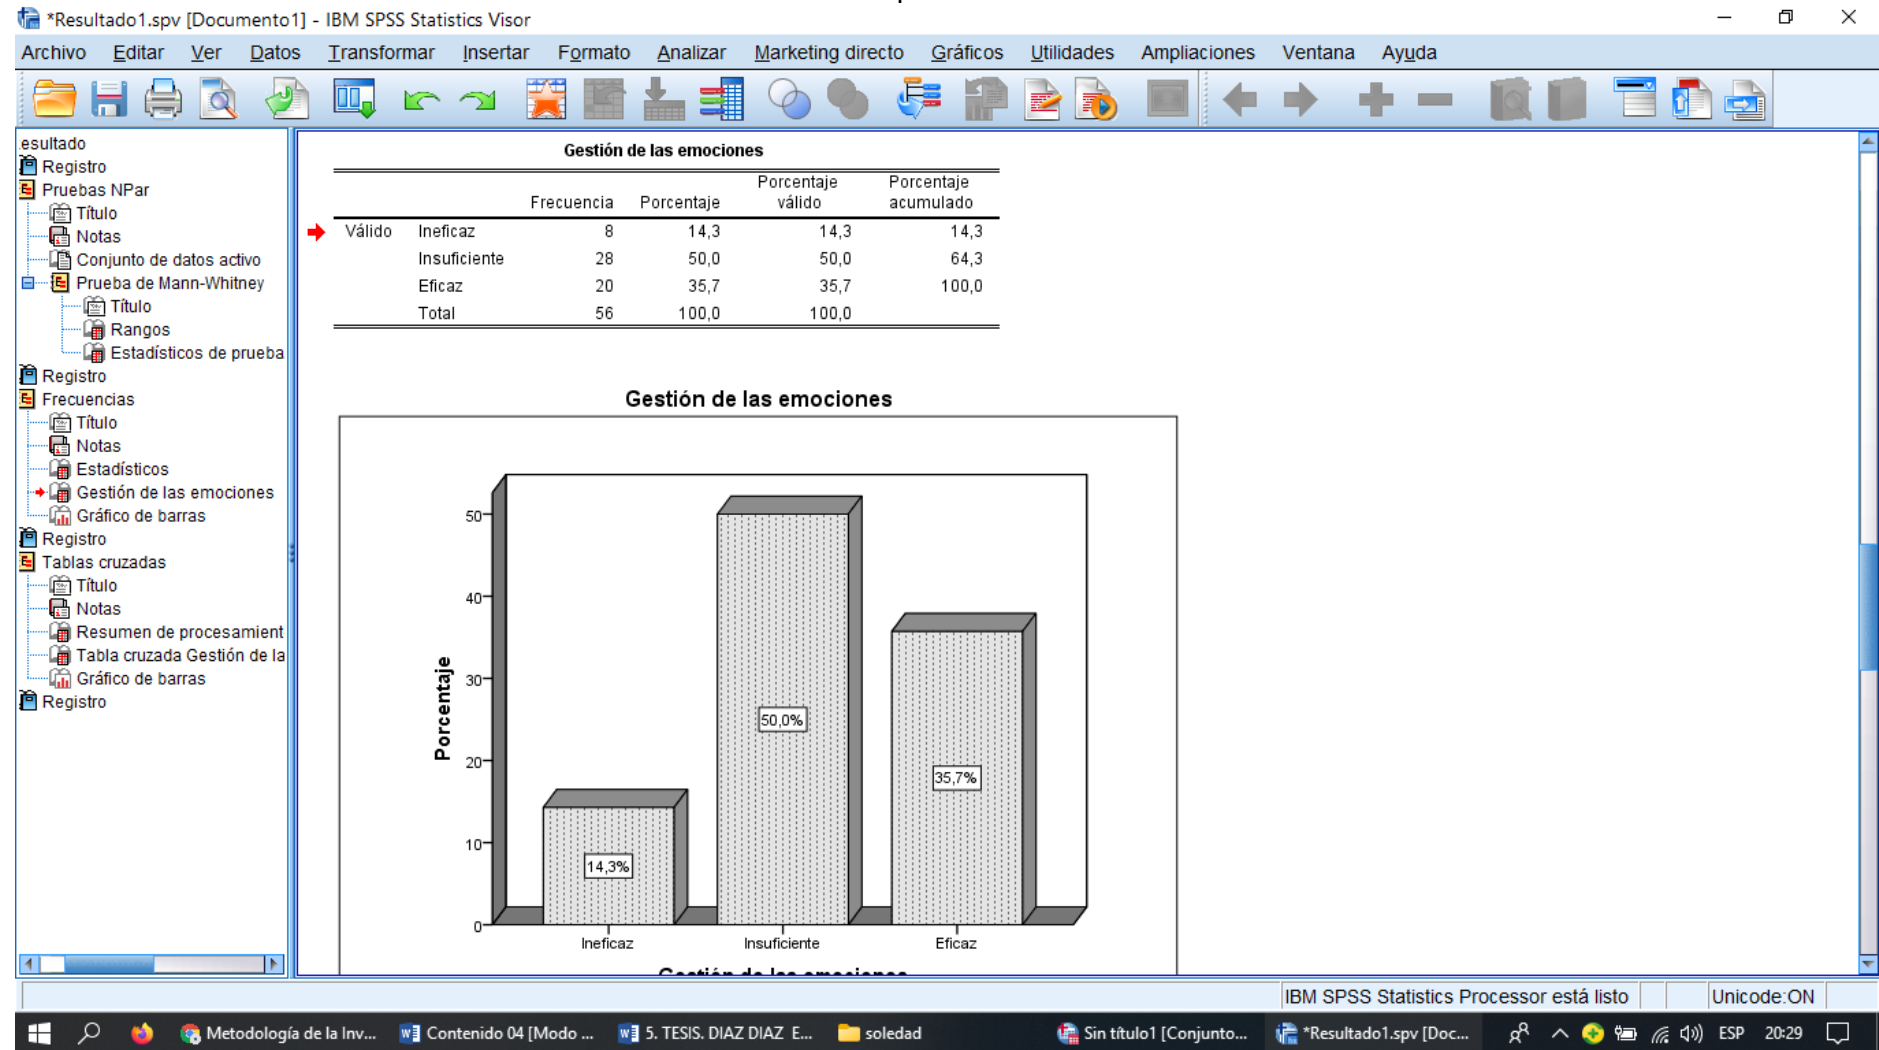 *Resultado1.spv [Documento1] - IBM SPSS Statistics Visor
Archivo Editar Ver Datos Transformar Insertar Formato Analizar Marketing directo Gráficos Utilidades Ampliaciones Ventana Ayuda
esultado
Registro
Pruebas NPar
Título
Notas
Conjunto de datos activo
Prueba de Mann-Whitney
Título
Rangos
Estadísticos de prueba
Registro
Frecuencias
Título
Notas
Estadísticos
Gestión de las emociones
Gráfico de barras
Registro
Tablas cruzadas
Título
Notas
Resumen de procesamient
Tabla cruzada Gestión de la
Gráfico de barras
Registro
Gestión de las emociones
Frecuencia Porcentaje Porcentaje válido Porcentaje acumulado
Válido Ineficaz 8 14,3 14,3 14,3
Insuficiente 28 50,0 50,0 64,3
Eficaz 20 35,7 35,7 100,0
Total 56 100,0 100,0
Gestión de las emociones
Porcentaje
50
40
30
20
10
0
14,3%
50,0%
35,7%
Ineficaz Insuficiente Eficaz
Gestión de las emociones
IBM SPSS Statistics Processor está listo Unicode:ON
Metodología de la Inv... Contenido 04 [Modo ... 5. TESIS. DIAZ DIAZ E... soledad Sin título1 [Conjunto... *Resultado1.spv [Doc... ESP 20:29